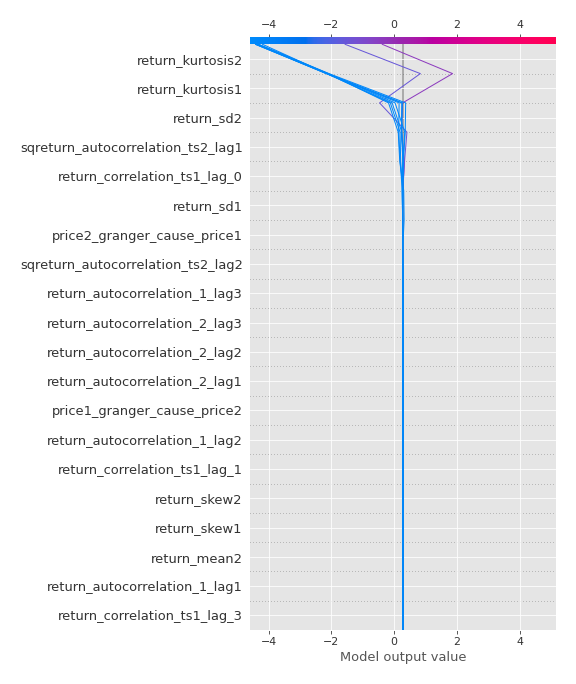 −4 −2 0 2 4
return_kurtosis2
return_kurtosis1
return_sd2
sqreturn_autocorrelation_ts2_lag1
return_correlation_ts1_lag_0
return_sd1
price2_granger_cause_price1
sqreturn_autocorrelation_ts2_lag2
return_autocorrelation_1_lag3
return_autocorrelation_2_lag3
return_autocorrelation_2_lag2
return_autocorrelation_2_lag1
price1_granger_cause_price2
return_autocorrelation_1_lag2
return_correlation_ts1_lag_1
return_skew2
return_skew1
return_mean2
return_autocorrelation_1_lag1
return_correlation_ts1_lag_3
−4 −2 0 2 4
Model output value